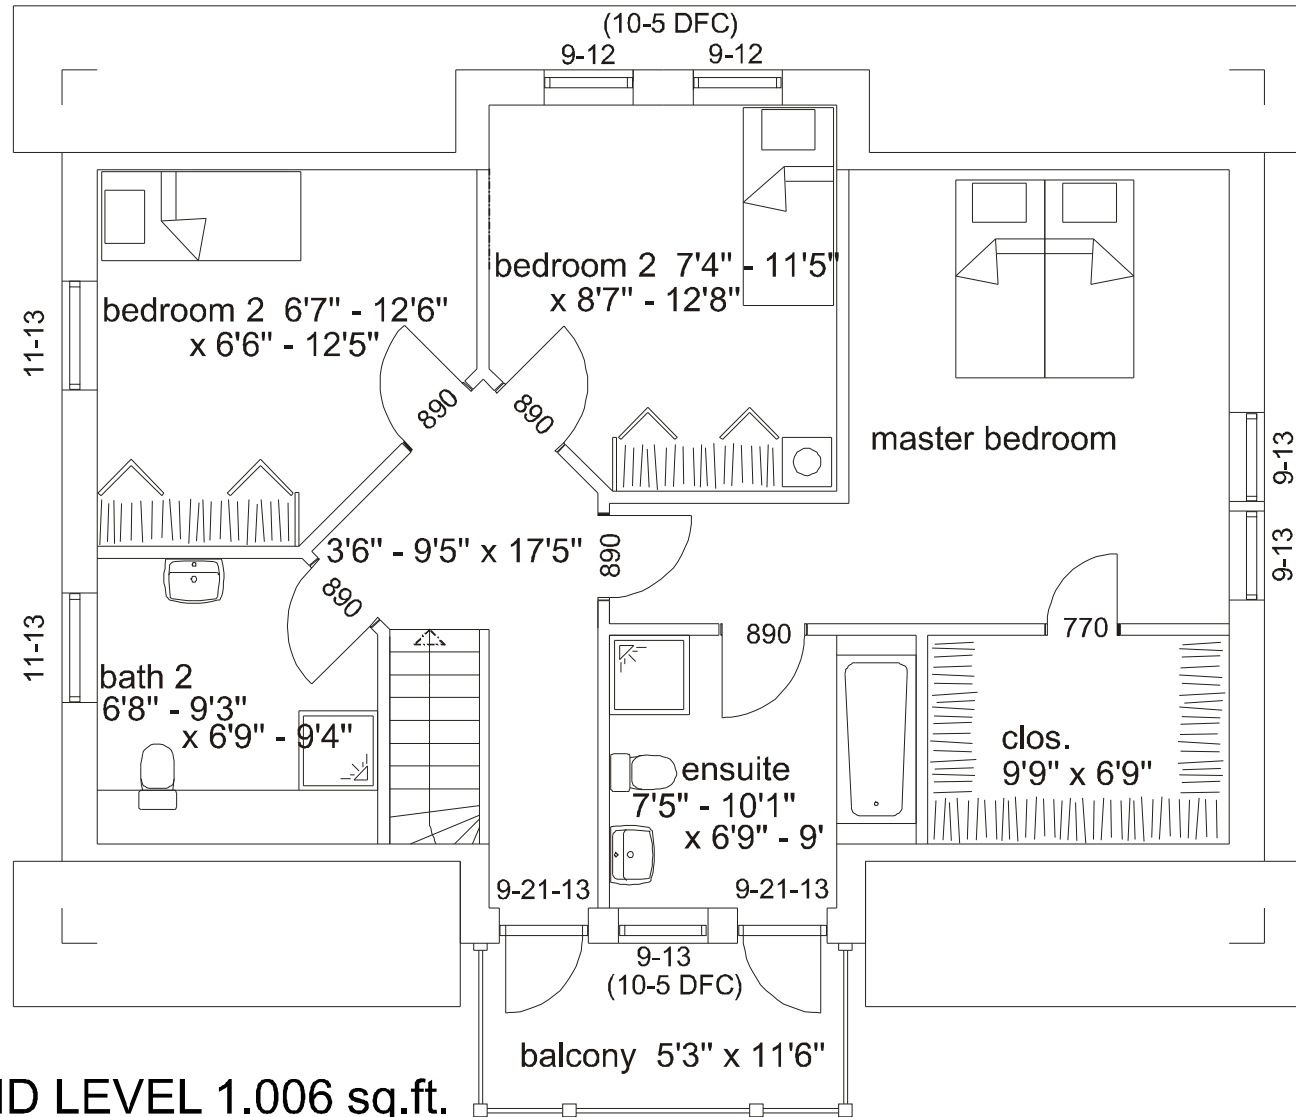 (10-5 DFC)
9-12
9-12
bedroom 2 7'4" - 11'5"
x 8'7" - 12'8"
bedroom 2 6'7" - 12'6"
x 6'6" - 12'5"
11-13
890
890
master bedroom
9-13
3'6" - 9'5" x 17'5"
890
9-13
890
11-13
890
770
bath 2
6'8" - 9'3"
x 6'9" - 9'4"
ensuite
7'5" - 10'1"
x 6'9" - 9'
clos.
9'9" x 6'9"
9-21-13
9-21-13
9-13
(10-5 DFC)
balcony 5'3" x 11'6"
ND LEVEL 1.006 sq.ft.